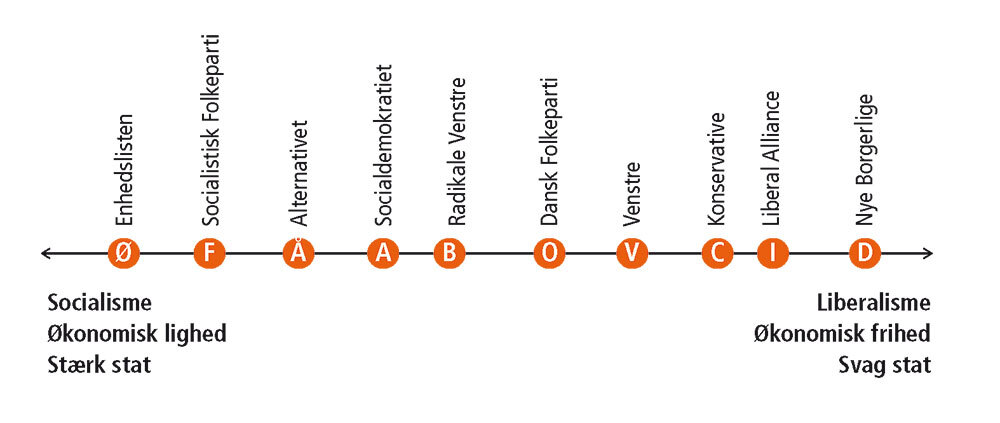 Enhedslisten
Socialistisk Folkeparti
Alternativet
Socialdemokratiet
Radikale Venstre
Dansk Folkeparti
Venstre
Konservative
Liberal Alliance
Nye Borgerlige
Ø F Å A B O V C I D
Socialisme
Økonomisk lighed
Stærk stat
Liberalisme
Økonomisk frihed
Svag stat